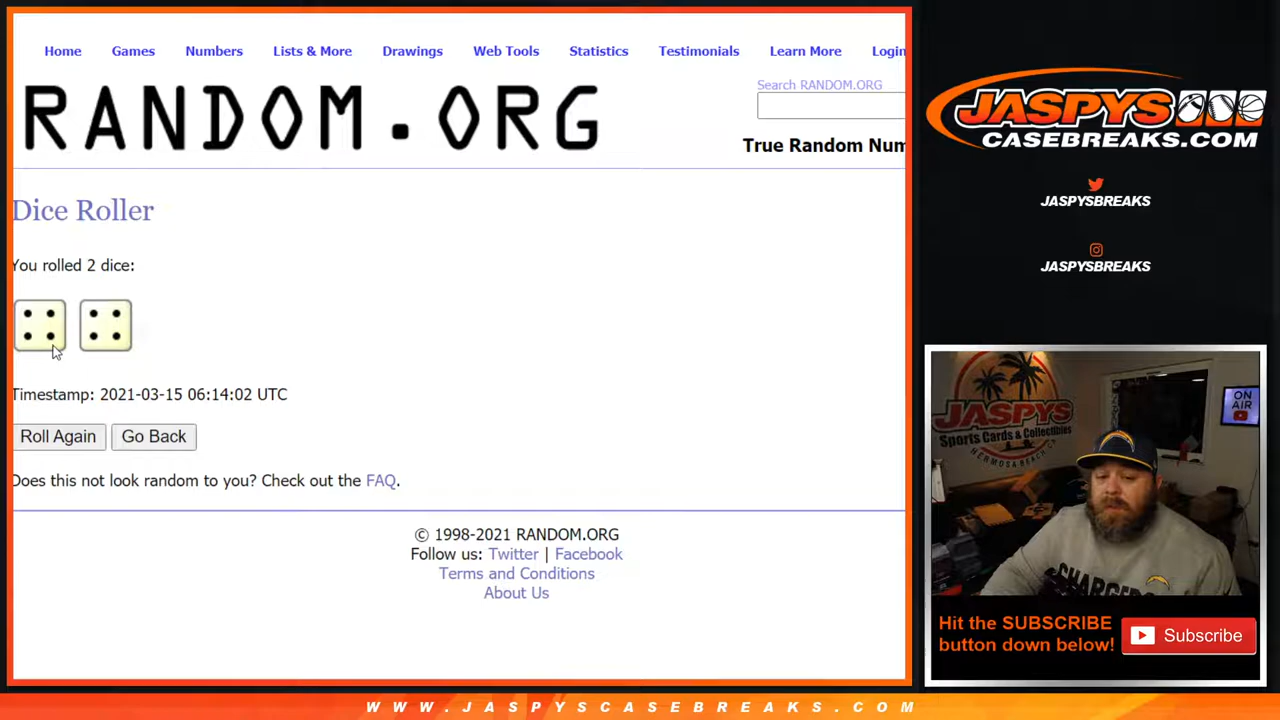 Home Games Numbers Lists & More Drawings Web Tools Statistics Testimonials Learn More Login
RANDOM.ORG
Search RANDOM.ORG
True Random Num
Dice Roller
You rolled 2 dice:
Timestamp: 2021-03-15 06:14:02 UTC
Roll Again Go Back
Does this not look random to you? Check out the FAQ.
© 1998-2021 RANDOM.ORG
Follow us: Twitter | Facebook
Terms and Conditions
About Us
JASPYS
CASEBREAKS.COM
JASPYSBREAKS
JASPYSBREAKS
JASPYS
Sports Cards & Collectibles
HERMOSA BEACH, CA
ON
AIR
CHARGERS
Hit the SUBSCRIBE
button down below!
Subscribe
WWW.JASPYSCASEBREAKS.COM